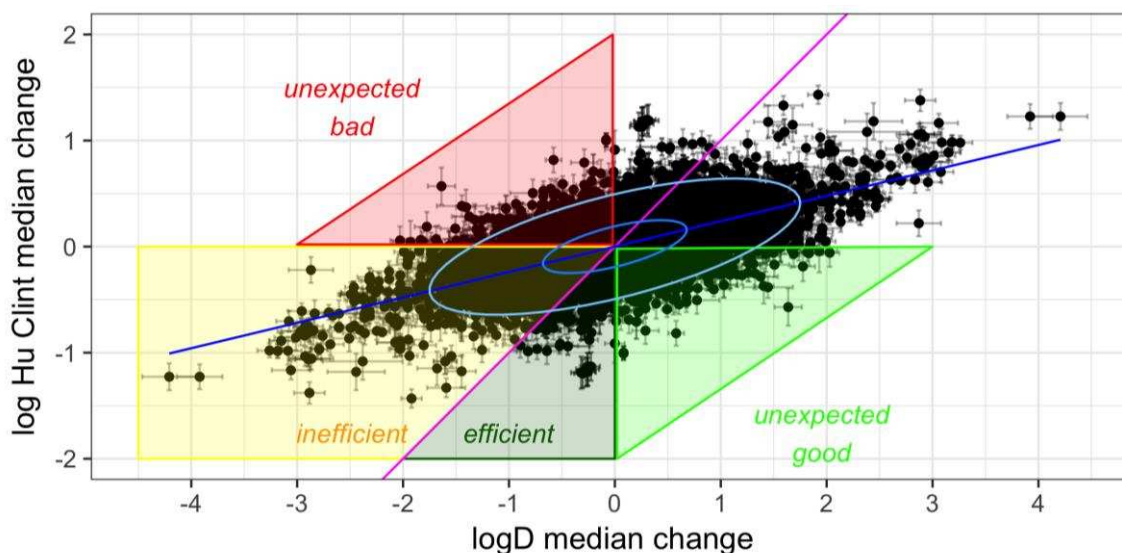 log Hu Clint median change
2
1
0
-1
-2
unexpected
bad
inefficient
efficient
unexpected
good
-4
-3
-2
-1
0
1
2
3
4
logD median change